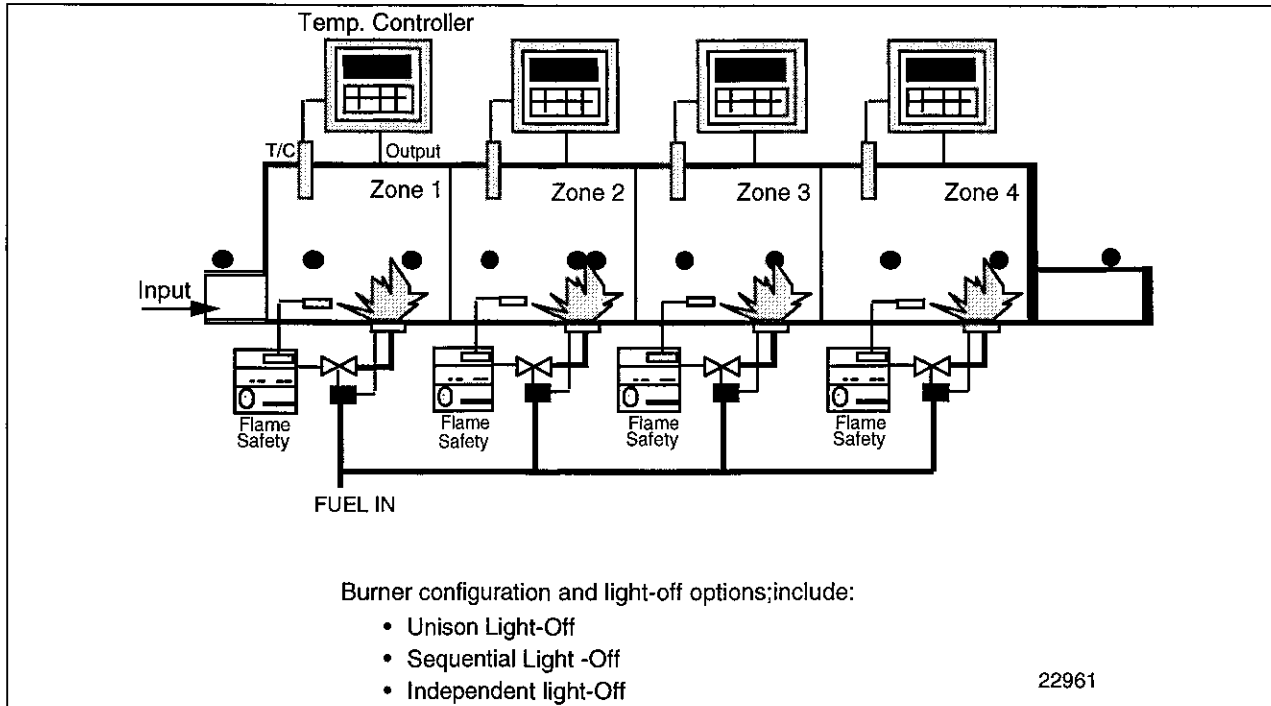 Temp. Controller
T/C
Output
Zone 1
Zone 2
Zone 3
Zone 4
Input
Flame
Safety
Flame
Safety
Flame
Safety
Flame
Safety
FUEL IN
Burner configuration and light-off options;include:
• Unison Light-Off
• Sequential Light -Off
• Independent light-Off
22961